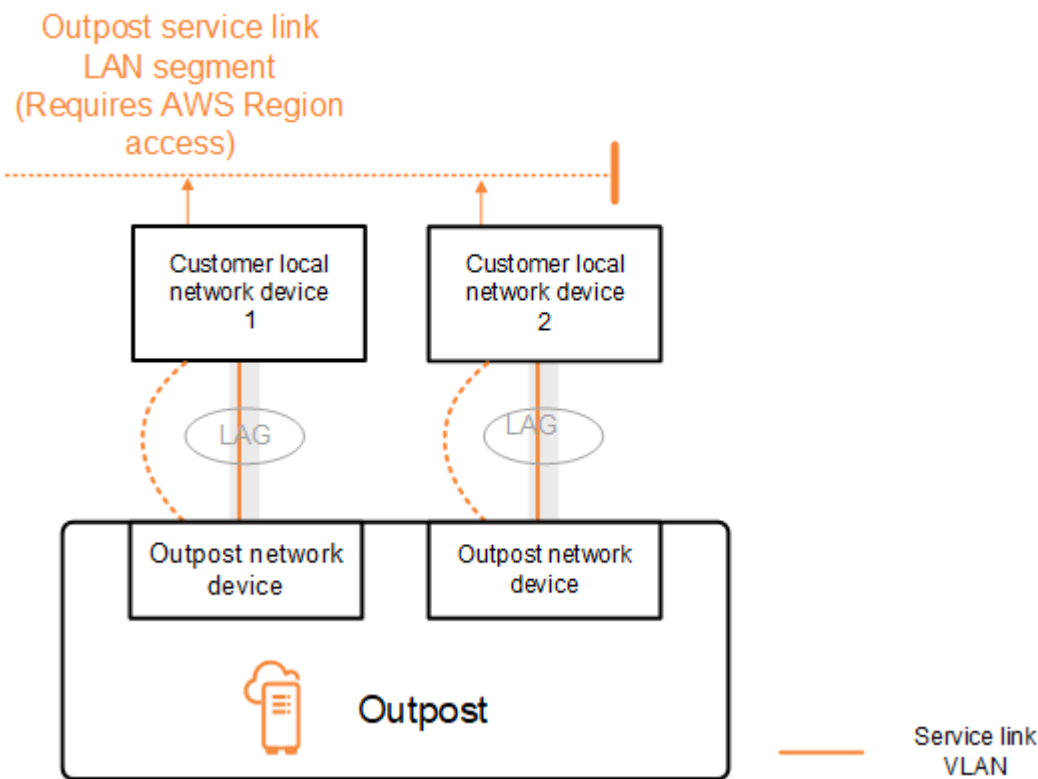 Outpost service link
LAN segment
(Requires AWS Region
access)
Customer local
network device
1
Customer local
network device
2
LAG
LAG
Outpost network
device
Outpost network
device
Outpost
Service link
VLAN